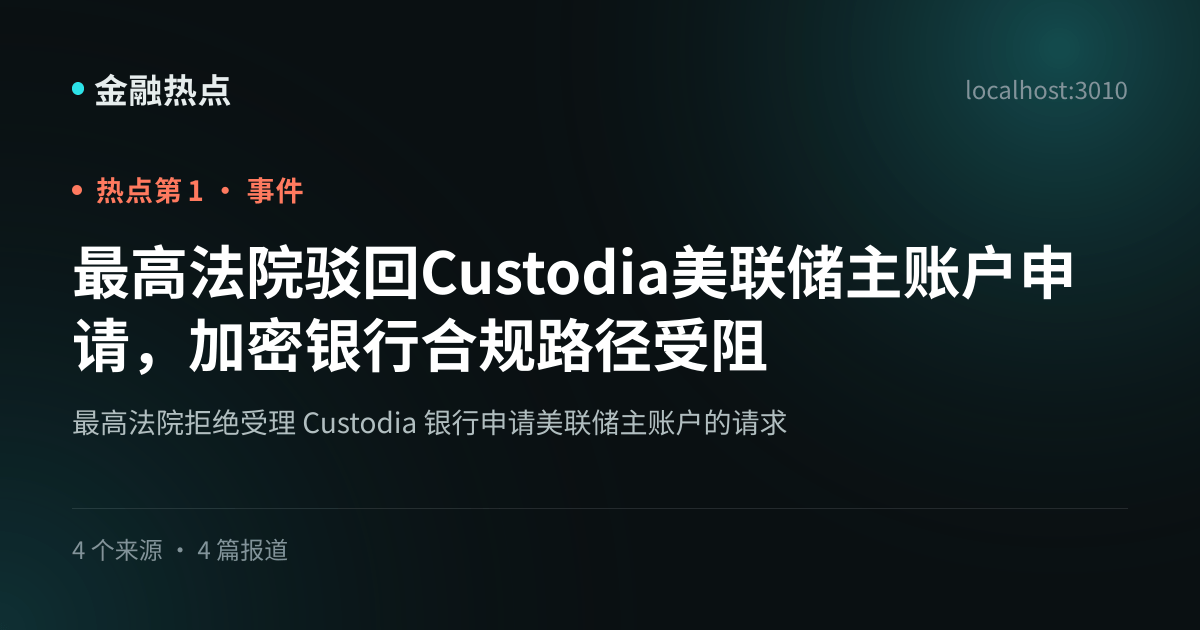 金融热点
localhost:3010
热点第 1 · 事件
最高法院驳回Custodia美联储主账户申
请，加密银行合规路径受阻
最高法院拒绝受理 Custodia 银行申请美联储主账户的请求
4 个来源 · 4 篇报道